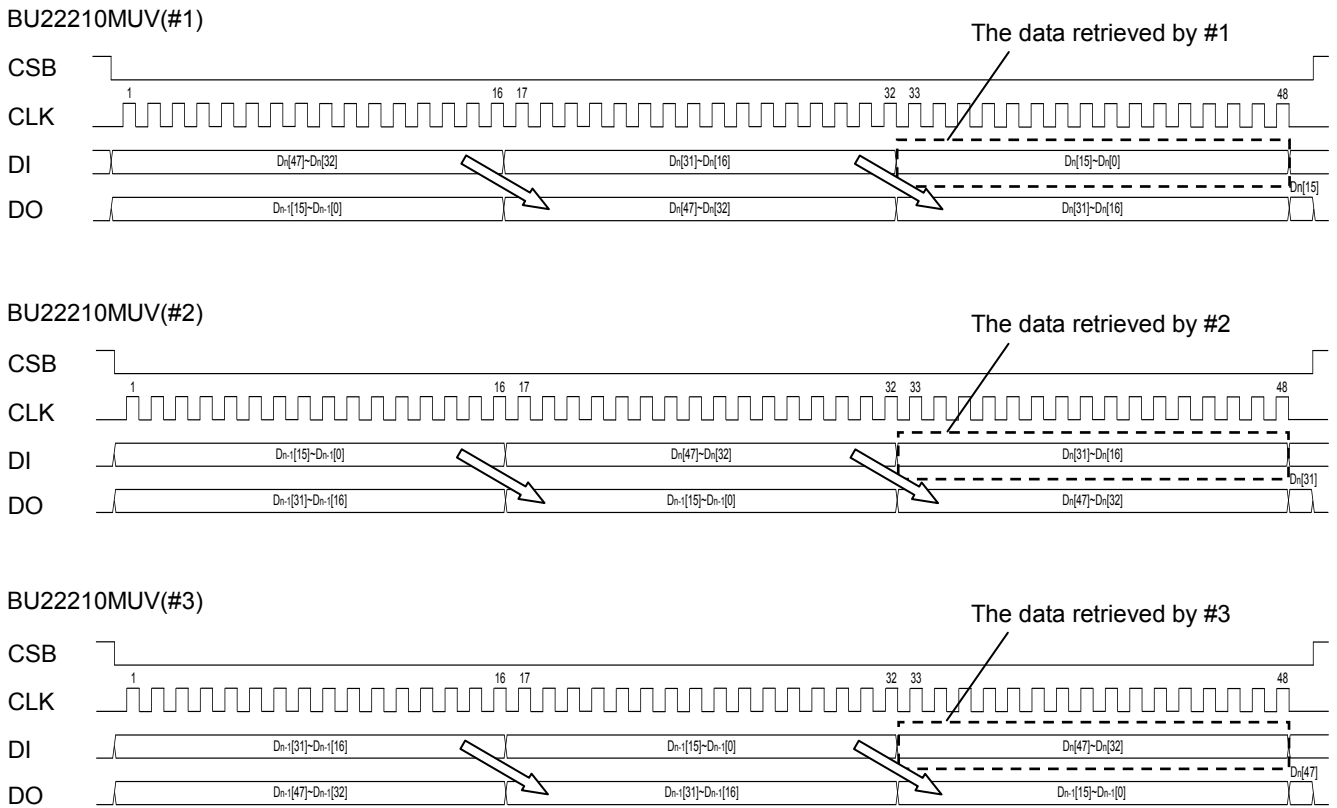 BU22210MUV(#1)
The data retrieved by #1
CSB
1 16 17 32 33 48
CLK
DI Dn[47]~Dn[32] Dn[31]~Dn[16] Dn[15]~Dn[0]
Dn[15]
DO Dn-1[15]~Dn-1[0] Dn[47]~Dn[32] Dn[31]~Dn[16]
BU22210MUV(#2)
The data retrieved by #2
CSB
1 16 17 32 33 48
CLK
DI Dn-1[15]~Dn-1[0] Dn[47]~Dn[32] Dn[31]~Dn[16]
Dn[31]
DO Dn-1[31]~Dn-1[16] Dn-1[15]~Dn-1[0] Dn[47]~Dn[32]
BU22210MUV(#3)
The data retrieved by #3
CSB
1 16 17 32 33 48
CLK
DI Dn-1[31]~Dn-1[16] Dn-1[15]~Dn-1[0] Dn[47]~Dn[32]
Dn[47]
DO Dn-1[47]~Dn-1[32] Dn-1[31]~Dn-1[16] Dn-1[15]~Dn-1[0]